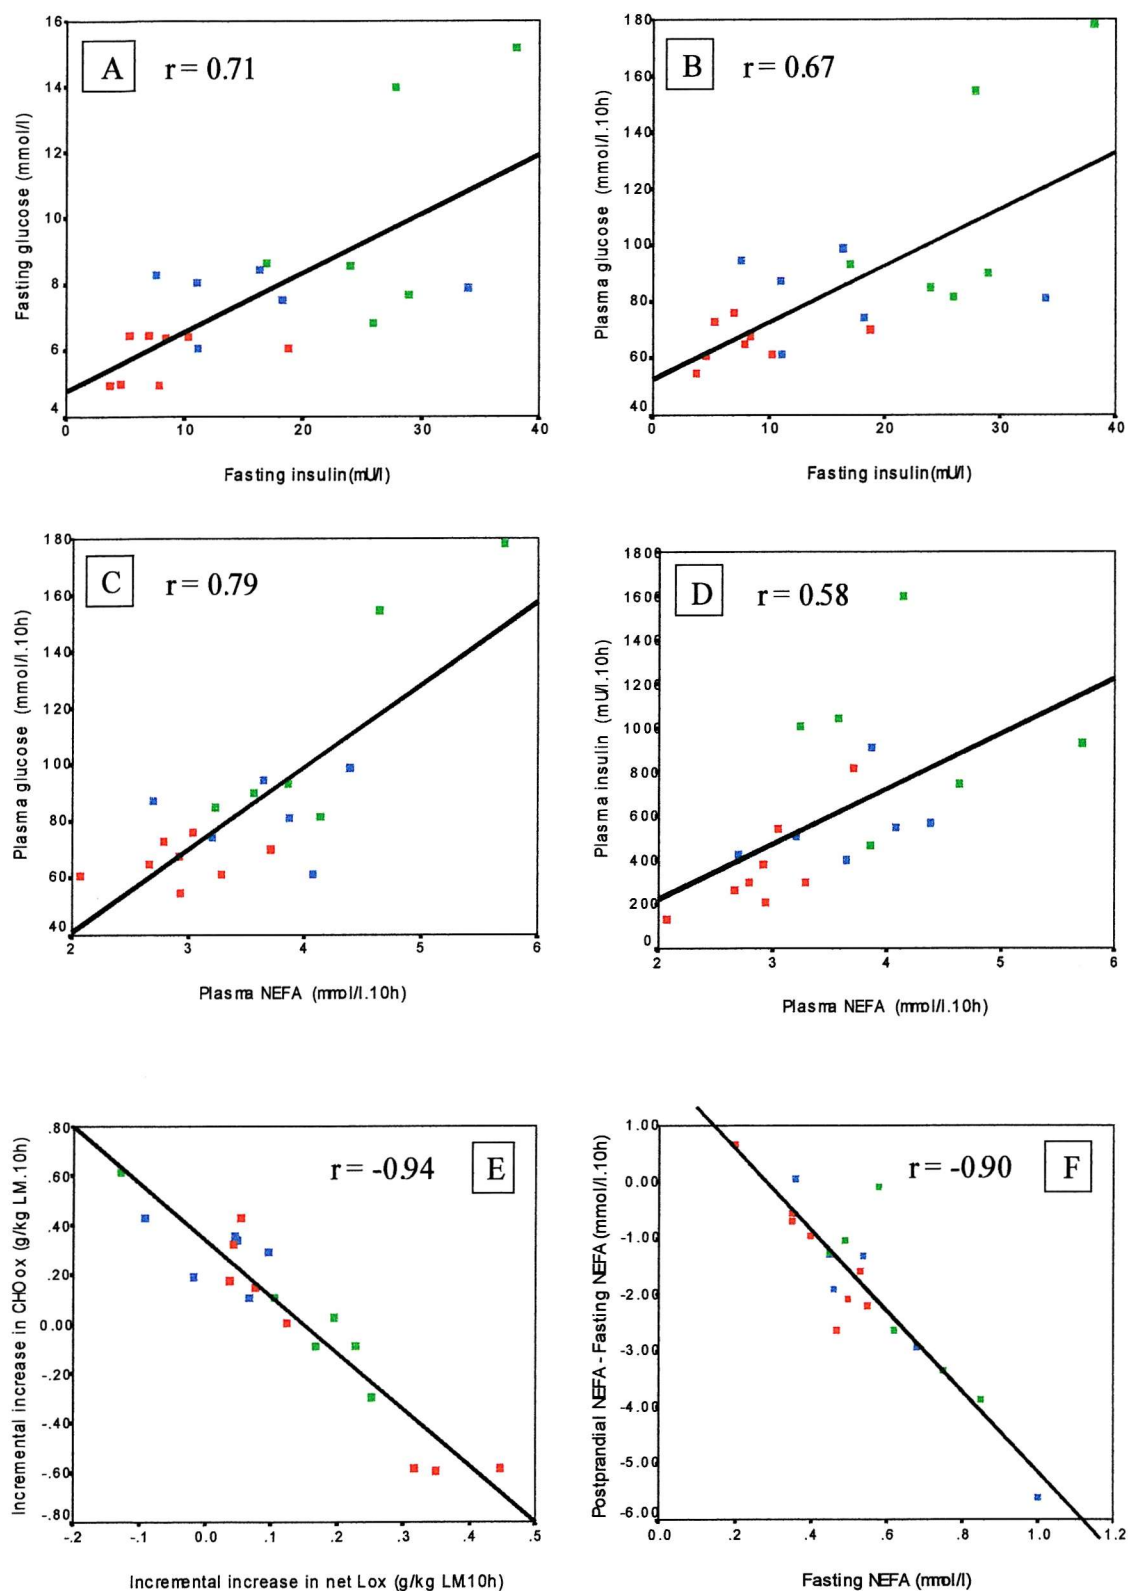 A r = 0.71
16
14
12
10
8
6
4
0 10 20 30 40
Fasting glucose (mmol/l)
Fasting insulin(mU/l)
B r = 0.67
180
160
140
120
100
80
60
40
0 10 20 30 40
Plasma glucose (mmol/l.10h)
Fasting insulin(mU/l)
C r = 0.79
180
160
140
120
100
80
60
40
2 3 4 5 6
Plasma glucose (mmol/l.10h)
Plasma NEFA (mmol/l.10h)
D r = 0.58
1800
1600
1400
1200
1000
800
600
400
200
0
2 3 4 5 6
Plasma insulin (mU/l.10h)
Plasma NEFA (mmol/l.10h)
r = -0.94 E
.80
.60
.40
.20
0.00
-.20
-.40
-.60
-.80
-.2 -.1 0.0 .1 .2 .3 .4 .5
Incremental increase in CHOox (g/kg LM.10h)
Incremental increase in net Lox (g/kg LM.10h)
r = -0.90 F
1.00
0.00
-1.00
-2.00
-3.00
-4.00
-5.00
-6.00
0.0 .2 .4 .6 .8 1.0 1.2
Postprandial NEFA - Fasting NEFA (mmol/l.10h)
Fasting NEFA (mmol/l)